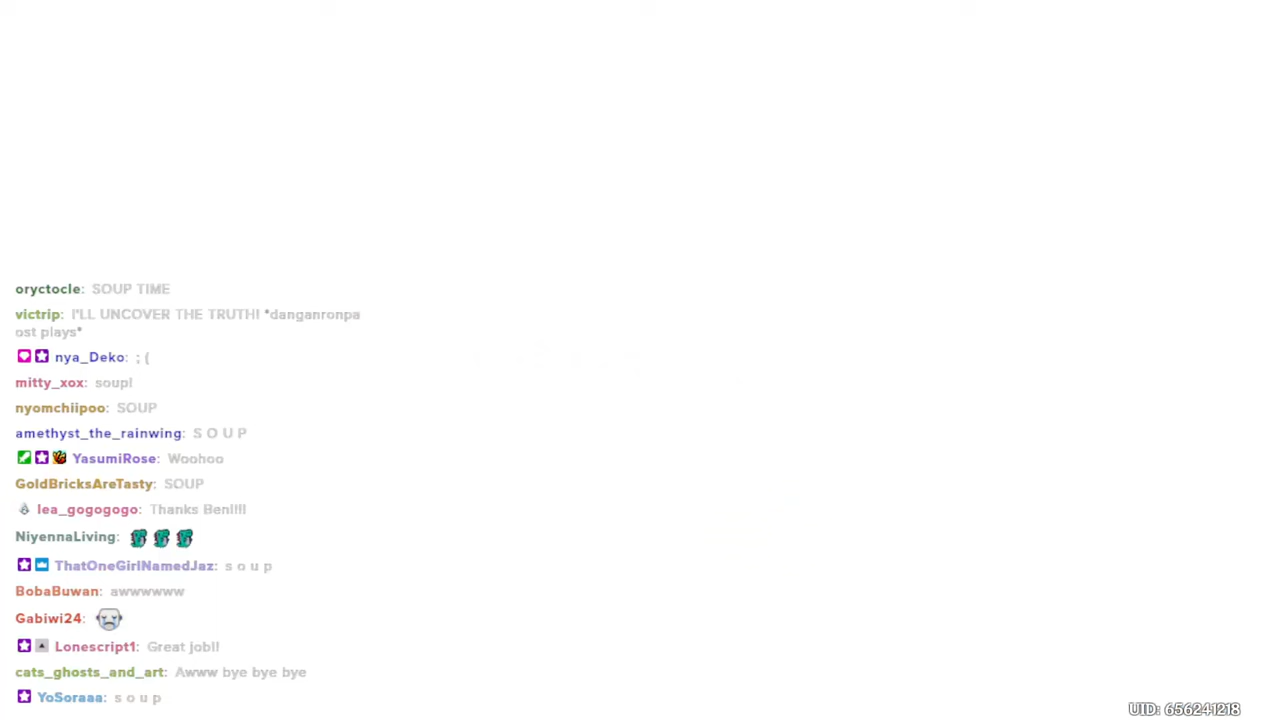 oryctocle: SOUP TIME
victrip: I'LL UNCOVER THE TRUTH! *danganronpa
ost plays*
nya_Deko: ; (
mitty_xox: soup!
nyomchiipoo: SOUP
amethyst_the_rainwing: S O U P
YasumiRose: Woohoo
GoldBricksAreTasty: SOUP
lea_gogogogo: Thanks Ben!!!!
NiyennaLiving:
ThatOneGirlNamedJaz: s o u p
BobaBuwan: awwwwww
Gabiwi24:
Lonescript1: Great job!!
cats_ghosts_and_art: Awww bye bye bye
YoSoraaa: s o u p
UID: 656241218